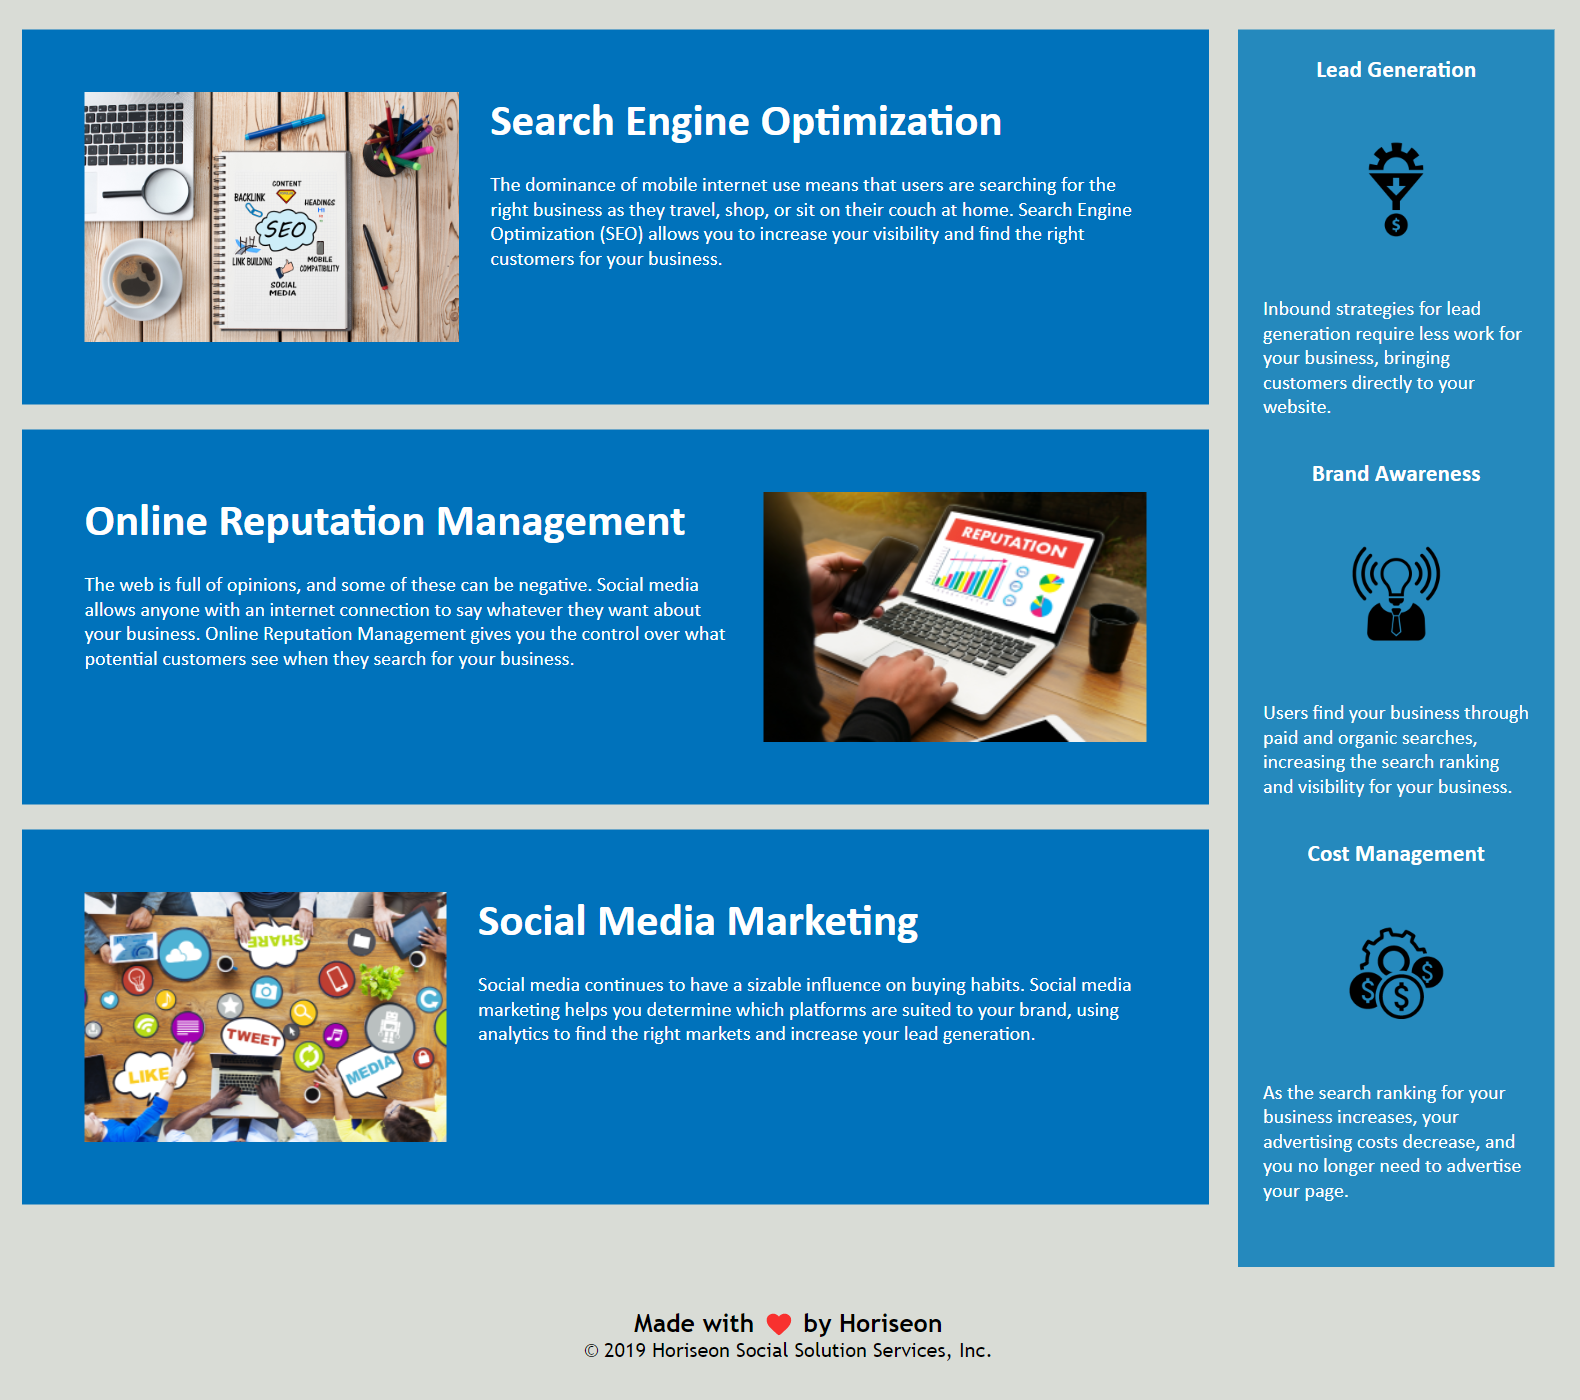 Search Engine Optimization
The dominance of mobile internet use means that users are searching for the
right business as they travel, shop, or sit on their couch at home. Search Engine
Optimization (SEO) allows you to increase your visibility and find the right
customers for your business.
CONTENT
BACKLINK
HEADINGS
H1
SEO
LINK BUILDING
MOBILE
COMPATIBILITY
SOCIAL
MEDIA
Online Reputation Management
The web is full of opinions, and some of these can be negative. Social media
allows anyone with an internet connection to say whatever they want about
your business. Online Reputation Management gives you the control over what
potential customers see when they search for your business.
REPUTATION
Social Media Marketing
Social media continues to have a sizable influence on buying habits. Social media
marketing helps you determine which platforms are suited to your brand, using
analytics to find the right markets and increase your lead generation.
SHARE
TWEET
LIKE
MEDIA
Lead Generation
$
Inbound strategies for lead
generation require less work for
your business, bringing
customers directly to your
website.
Brand Awareness
Users find your business through
paid and organic searches,
increasing the search ranking
and visibility for your business.
Cost Management
$
$
$
As the search ranking for your
business increases, your
advertising costs decrease, and
you no longer need to advertise
your page.
Made with ❤️ by Horiseon
© 2019 Horiseon Social Solution Services, Inc.